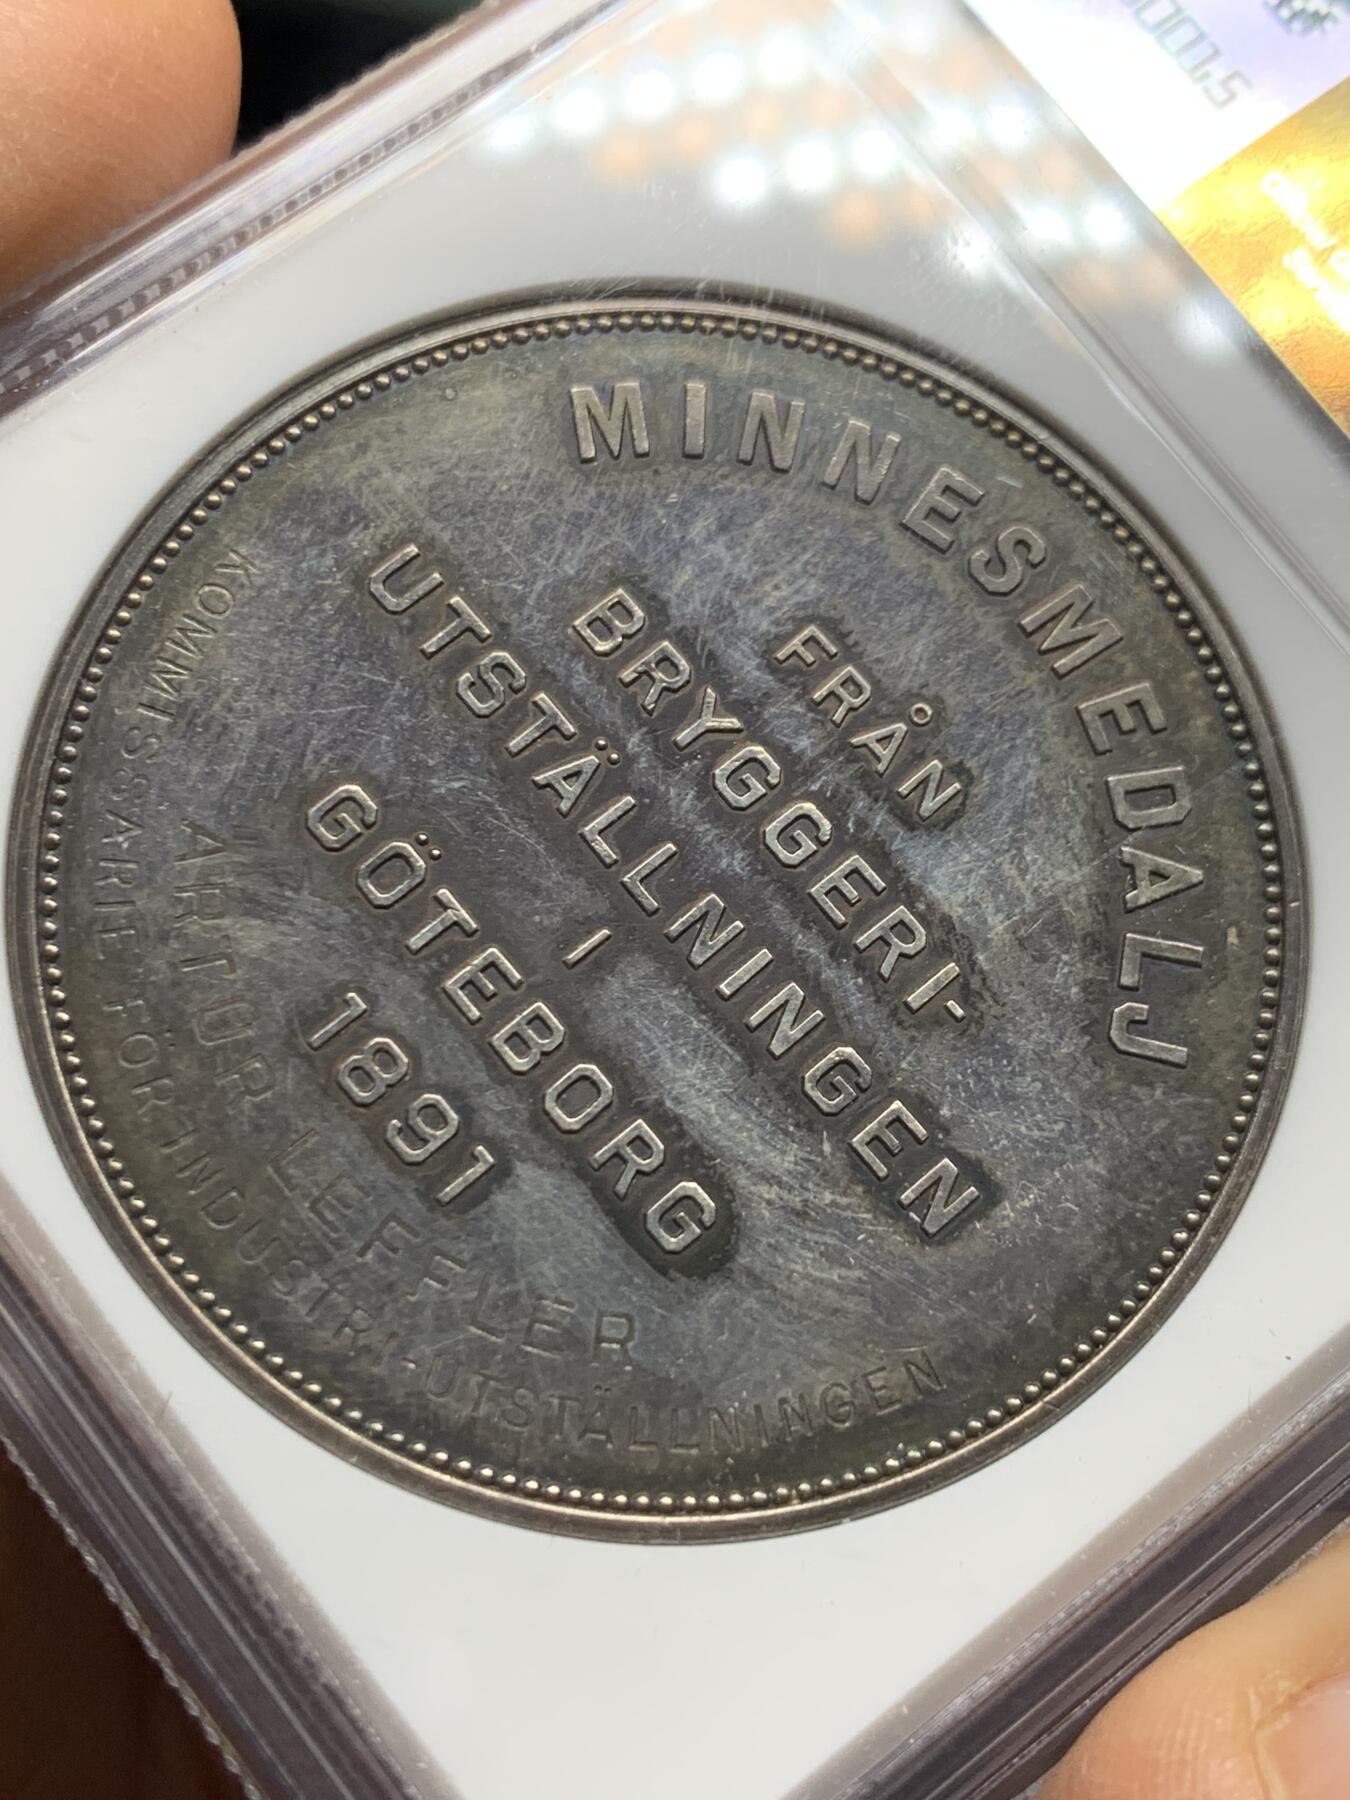 MINNESMEDALJ
FRÅN
BRYGGERI-
UTSTÄLLNINGEN
I
GÖTEBORG
1891
ARTUR LEFFLER
KOMMISSARIE FÖR INDUSTRI-UTSTÄLLNINGEN